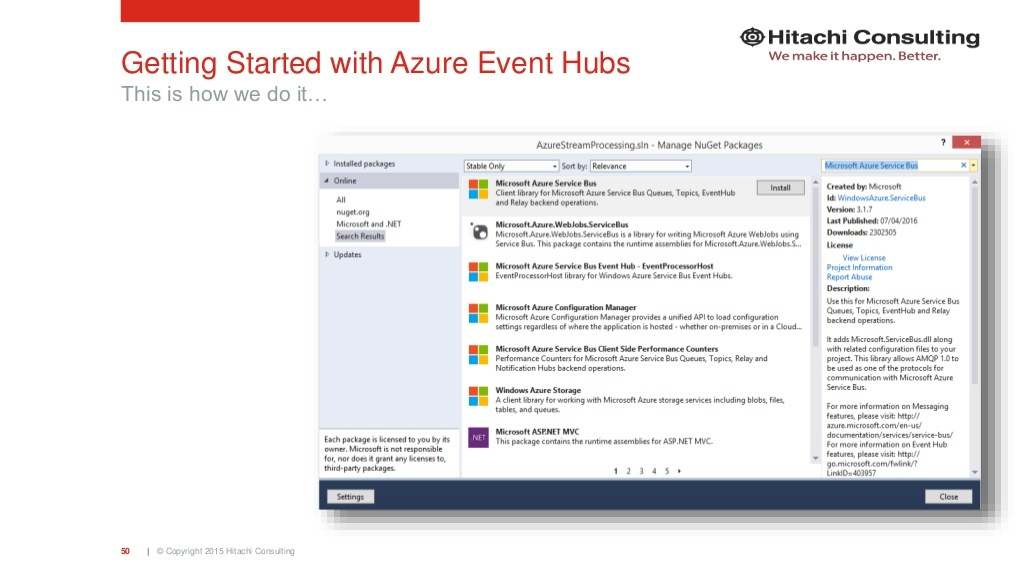 Hitachi Consulting
We make it happen. Better.
Getting Started with Azure Event Hubs
This is how we do it…
AzureStreamProcessing.sln - Manage NuGet Packages
?
Installed packages
Online
All
nuget.org
Microsoft and .NET
Search Results
Updates
Each package is licensed to you by its
owner. Microsoft is not responsible
for, nor does it grant any licenses to,
third-party packages.
Settings
Stable Only
Sort by: Relevance
Microsoft Azure Service Bus
Install
Client library for Microsoft Azure Service Bus Queues, Topics, EventHub
and Relay backend operations.
Microsoft.Azure.WebJobs.ServiceBus
Microsoft.Azure.WebJobs.ServiceBus is a library for writing Microsoft Azure WebJobs using
Service Bus. This package contains the runtime assemblies for Microsoft.Azure.WebJobs.S...
Microsoft Azure Service Bus Event Hub - EventProcessorHost
EventProcessorHost library for Windows Azure Service Bus Event Hubs.
Microsoft Azure Configuration Manager
Microsoft Azure Configuration Manager provides a unified API to load configuration
settings regardless of where the application is hosted - whether on-premises or in a Cloud...
Microsoft Azure Service Bus Client Side Performance Counters
Performance Counters for Microsoft Azure Service Bus Queues, Topics, Relay and
Notification Hubs backend operations.
Windows Azure Storage
A client library for working with Microsoft Azure storage services including blobs, files,
tables, and queues.
.NET
Microsoft ASP.NET MVC
This package contains the runtime assemblies for ASP.NET MVC.
1 2 3 4 5
Microsoft Azure Service Bus
Created by: Microsoft
Id: WindowsAzure.ServiceBus
Version: 3.1.7
Last Published: 07/04/2016
Downloads: 2302505
License
View License
Project Information
Report Abuse
Description:
Use this for Microsoft Azure Service Bus
Queues, Topics, EventHub and Relay
backend operations.
It adds Microsoft.ServiceBus.dll along
with related configuration files to your
project. This library allows AMQP 1.0 to
be used as one of the protocols for
communication with Microsoft Azure
Service Bus.
For more information on Messaging
features, please visit: http://
azure.microsoft.com/en-us/
documentation/services/service-bus/
For more information on Event Hub
features, please visit: http://
go.microsoft.com/fwlink/?
LinkID=403957
Close
50 | © Copyright 2015 Hitachi Consulting